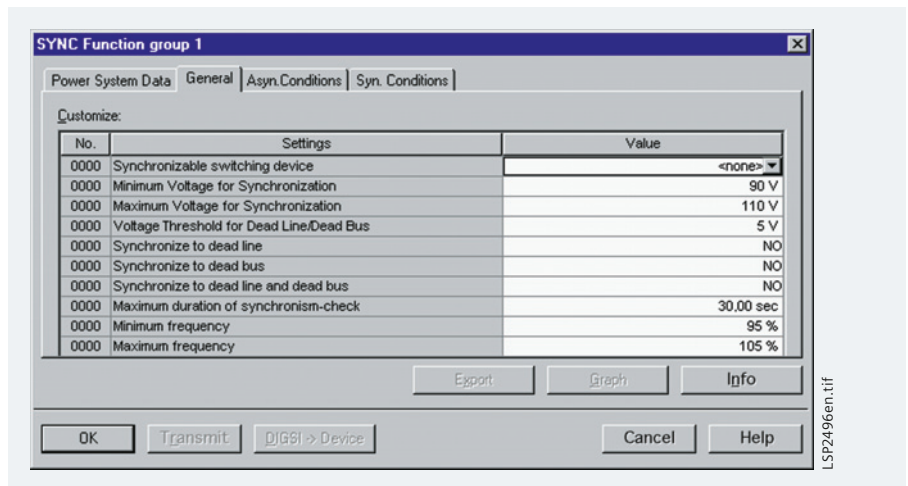 SYNC Function group 1
Power System Data General Asyn.Conditions Syn. Conditions
Customize:
No. Settings Value
0000 Synchronizable switching device <none>
0000 Minimum Voltage for Synchronization 90 V
0000 Maximum Voltage for Synchronization 110 V
0000 Voltage Threshold for Dead Line/Dead Bus 5 V
0000 Synchronize to dead line NO
0000 Synchronize to dead bus NO
0000 Synchronize to dead line and dead bus NO
0000 Maximum duration of synchronism-check 30,00 sec
0000 Minimum frequency 95 %
0000 Maximum frequency 105 %
Export Graph Info
OK Transmit DIGSI -> Device Cancel Help
LSP2496en.tif